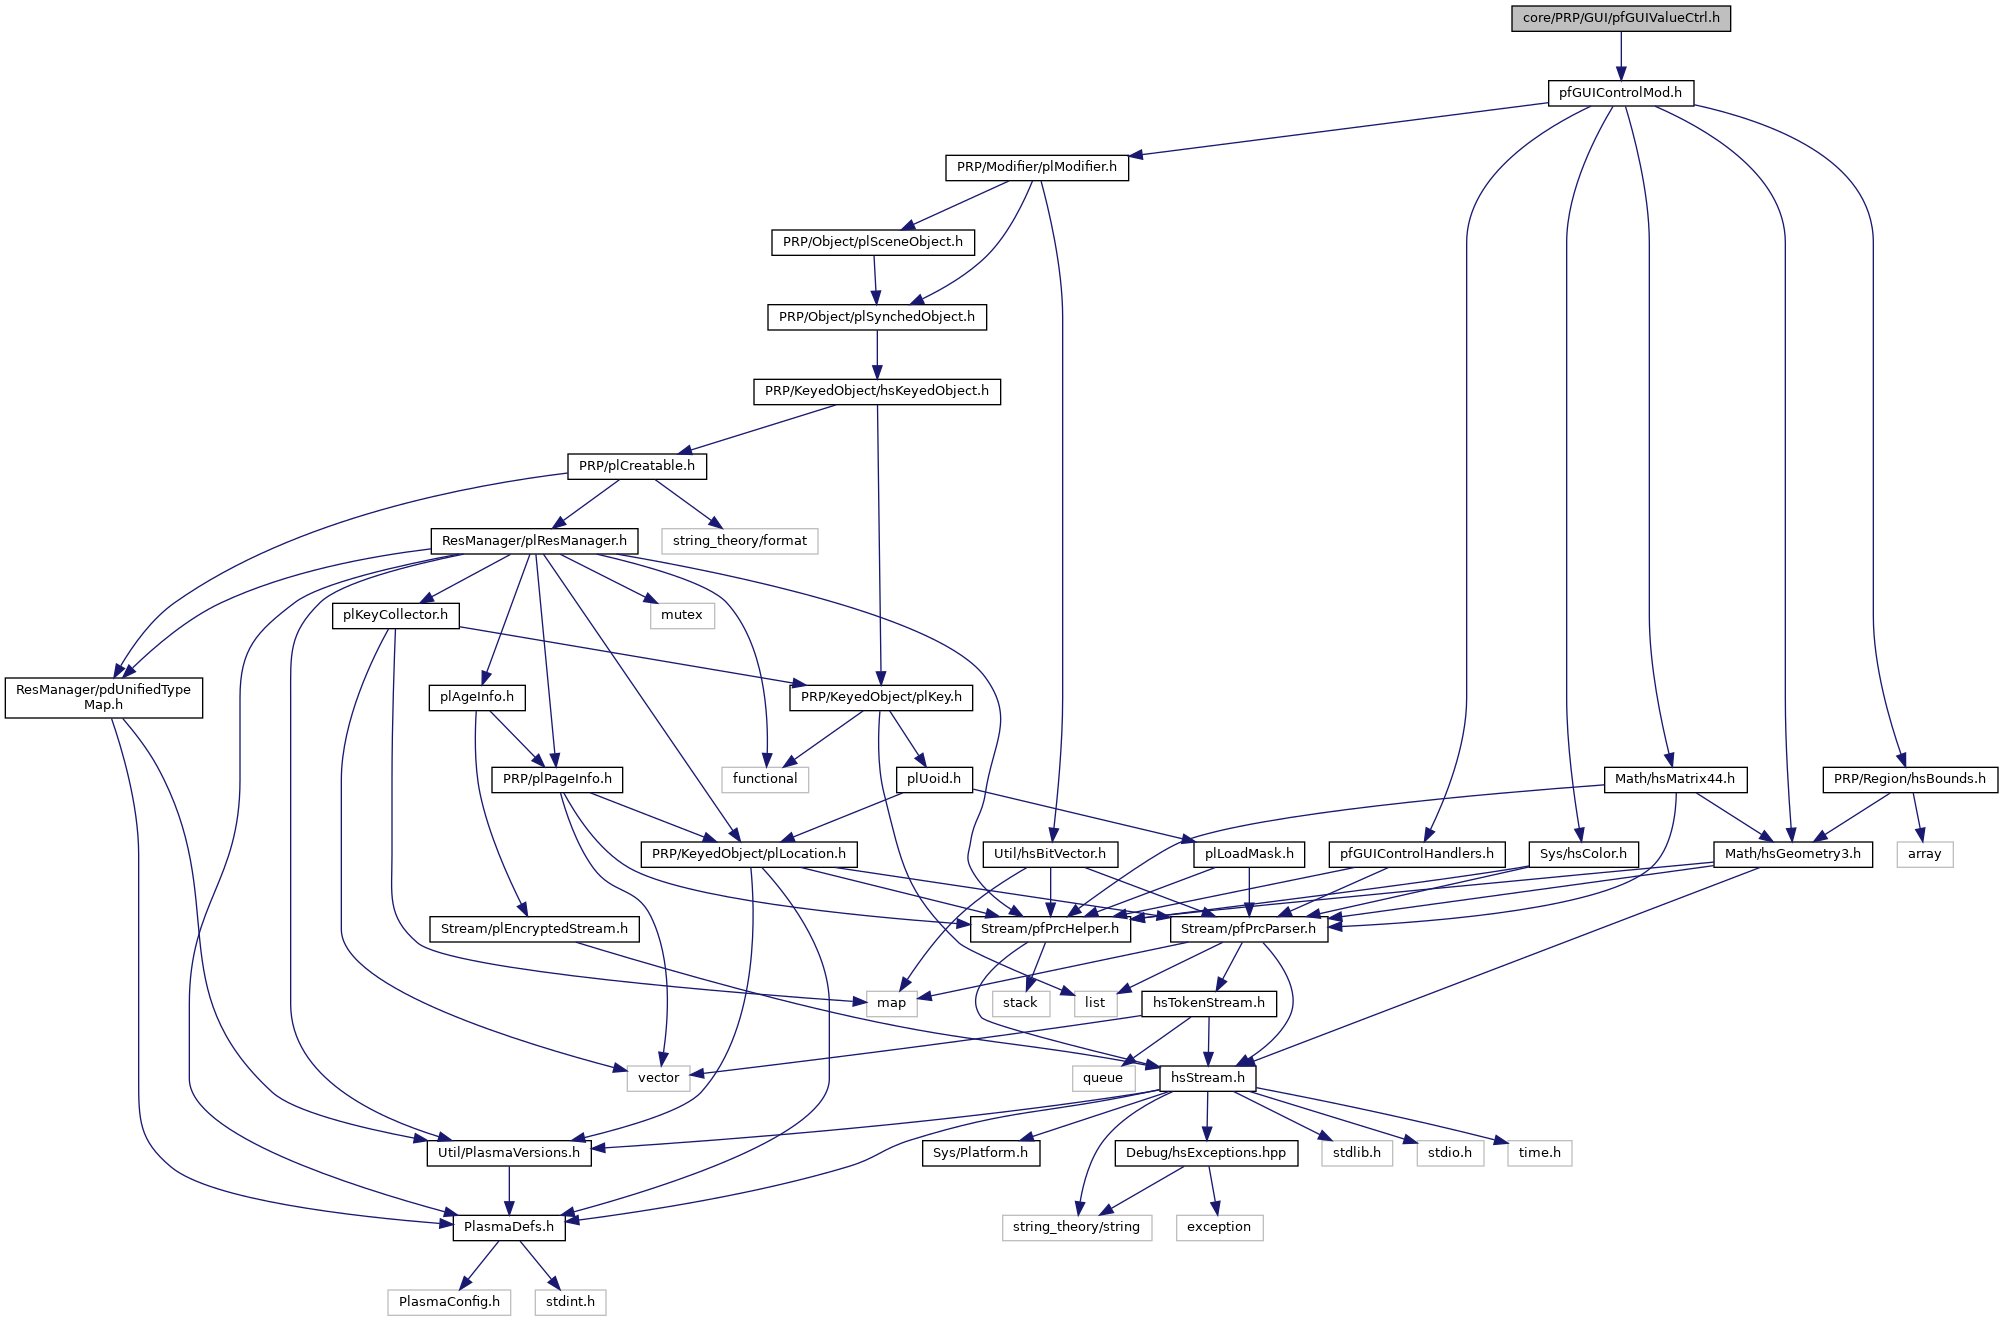 core/PRP/GUI/pfGUIValueCtrl.h
pfGUIControlMod.h
PRP/Modifier/plModifier.h
PRP/Object/plSceneObject.h
PRP/Object/plSynchedObject.h
PRP/KeyedObject/hsKeyedObject.h
PRP/plCreatable.h
ResManager/plResManager.h
string_theory/format
plKeyCollector.h
mutex
ResManager/pdUnifiedType
Map.h
plAgeInfo.h
PRP/KeyedObject/plKey.h
PRP/plPageInfo.h
functional
plUoid.h
Math/hsMatrix44.h
PRP/Region/hsBounds.h
PRP/KeyedObject/plLocation.h
Util/hsBitVector.h
plLoadMask.h
pfGUIControlHandlers.h
Sys/hsColor.h
Math/hsGeometry3.h
array
Stream/plEncryptedStream.h
Stream/pfPrcHelper.h
Stream/pfPrcParser.h
map
stack
list
hsTokenStream.h
vector
queue
hsStream.h
Util/PlasmaVersions.h
Sys/Platform.h
Debug/hsExceptions.hpp
stdlib.h
stdio.h
time.h
PlasmaDefs.h
string_theory/string
exception
PlasmaConfig.h
stdint.h